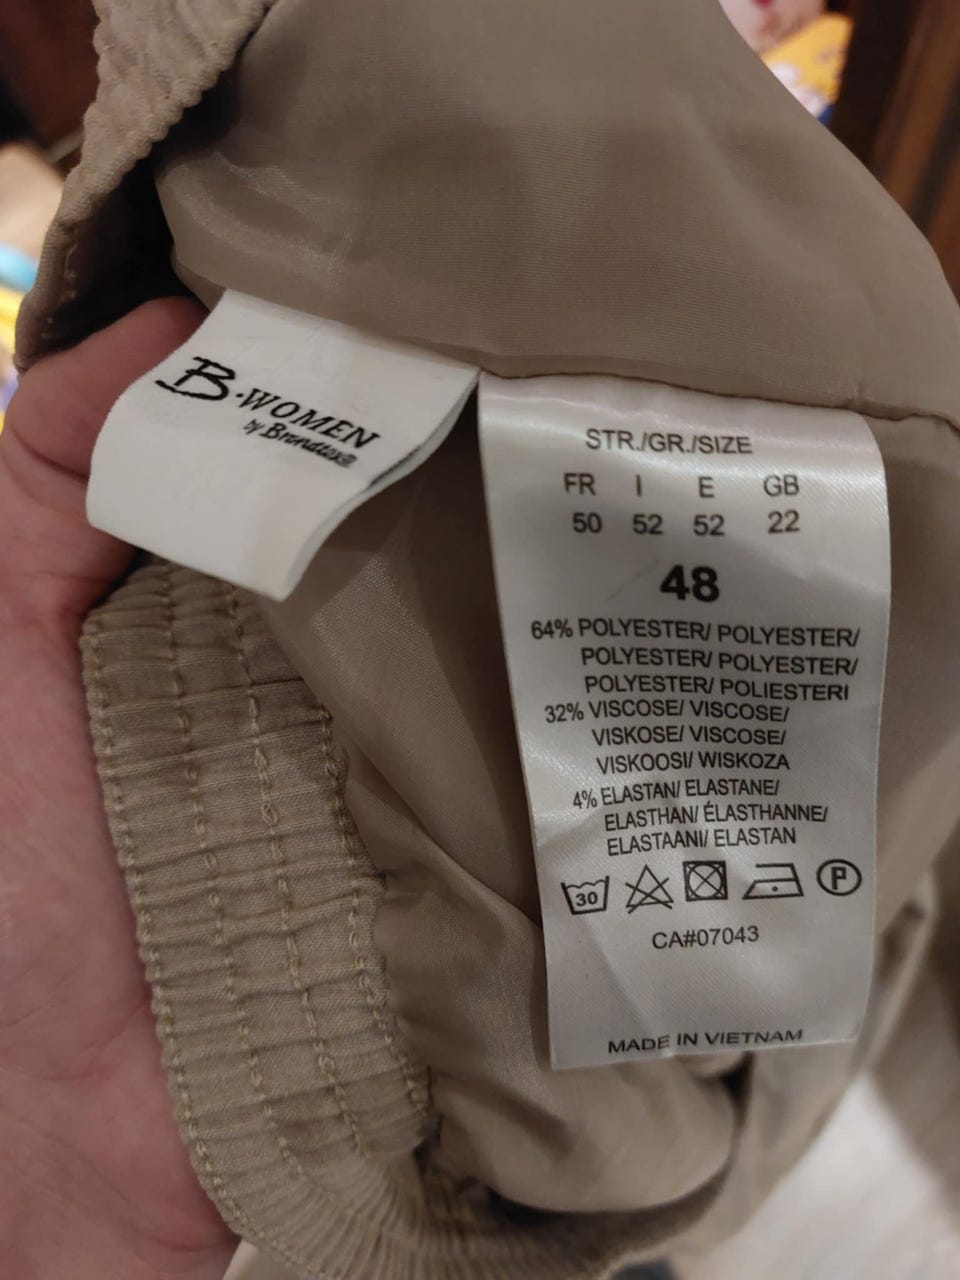 B·WOMEN
by Brandtex®
STR./GR./SIZE
FR I E GB
50 52 52 22
48
64% POLYESTER/ POLYESTER/
POLYESTER/ POLYESTER/
POLYESTER/ POLIESTERI
32% VISCOSE/ VISCOSE/
VISKOSE/ VISCOSE/
VISKOOSI/ WISKOZA
4% ELASTAN/ ELASTANE/
ELASTHAN/ ÉLASTHANNE/
ELASTAANI/ ELASTAN
30 P
CA#07043
MADE IN VIETNAM